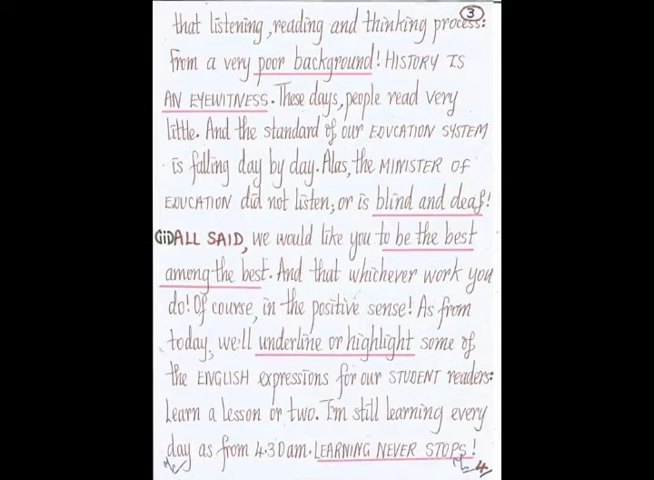 3
that listening, reading and thinking process:
from a very poor background! HISTORY IS
AN EYEWITNESS. These days, people read very
little. And the standard of our EDUCATION SYSTEM
is falling day by day. Alas, the MINISTER OF
EDUCATION did not listen; or is blind and deaf!
GiDALL SAID, we would like you to be the best
among the best. And that whichever work you
do! Of course, in the positive sense! As from
today, we'll underline or highlight some of
the ENGLISH expressions for our STUDENT readers:
Learn a lesson or two. I'm still learning every
day as from 4.30am. LEARNING NEVER STOPS!
4